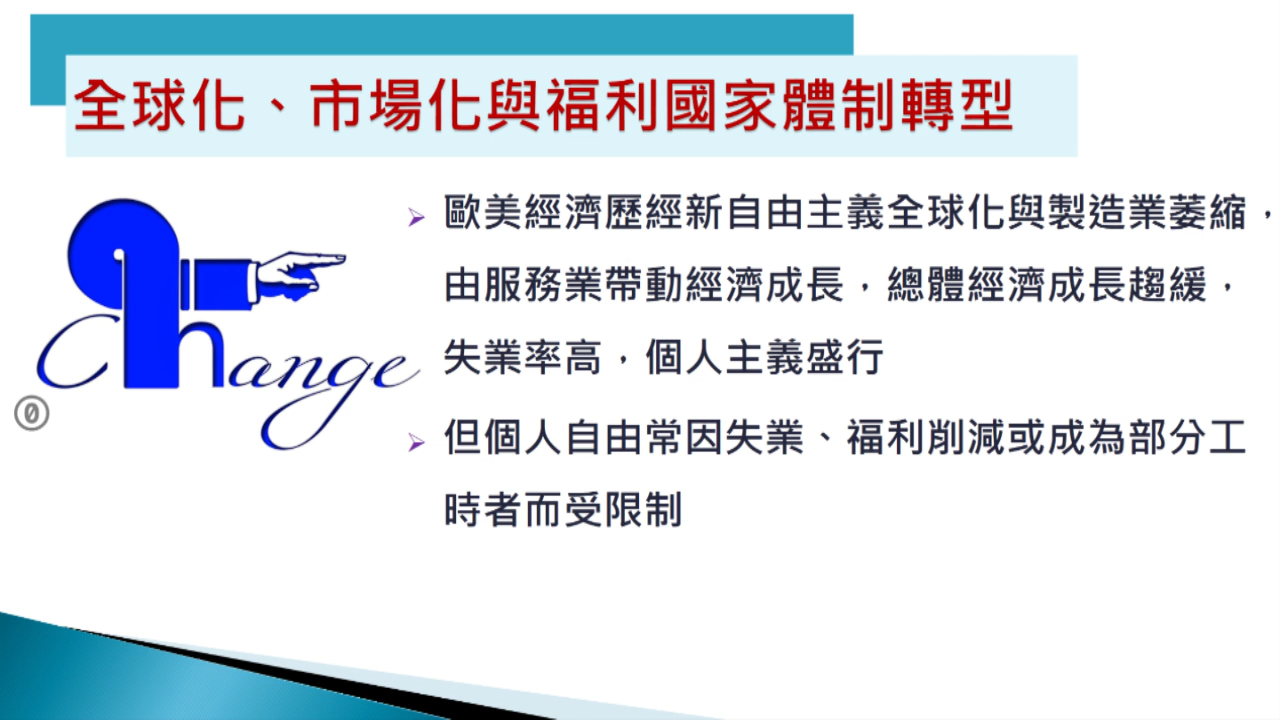 全球化、市場化與福利國家體制轉型
Change
⓪
➢ 歐美經濟歷經新自由主義全球化與製造業萎縮，
由服務業帶動經濟成長，總體經濟成長趨緩，
失業率高，個人主義盛行
➢ 但個人自由常因失業、福利削減或成為部分工
時者而受限制